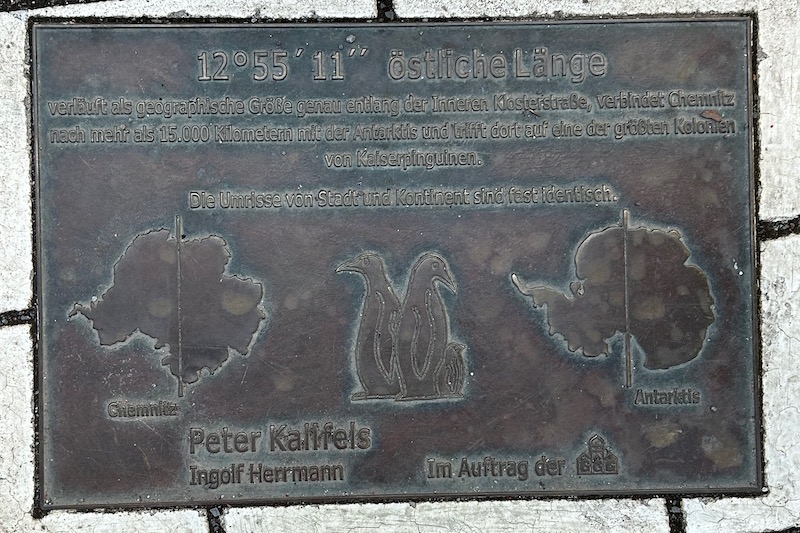 12°55´11´´ östliche Länge
verläuft als geographische Größe genau entlang der Inneren Klosterstraße, verbindet Chemnitz
nach mehr als 15.000 Kilometern mit der Antarktis und trifft dort auf eine der größten Kolonien
von Kaiserpinguinen.
Die Umrisse von Stadt und Kontinent sind fast identisch.
Chemnitz
Antarktis
Peter Kallfels
Ingolf Herrmann
Im Auftrag der